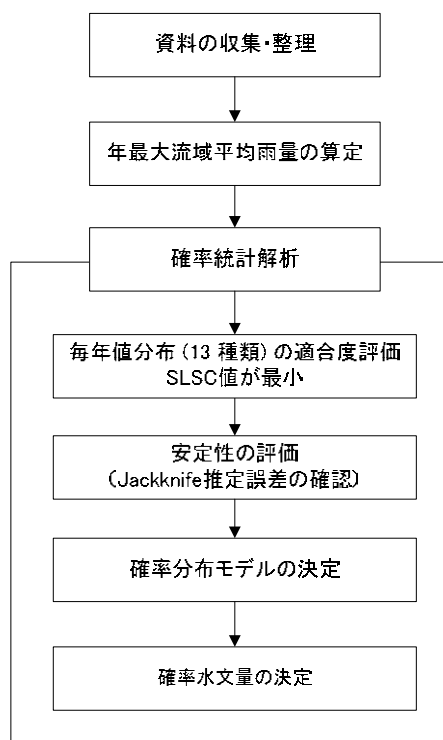 資料の収集･整理
年最大流域平均雨量の算定
確率統計解析
毎年値分布 (13 種類) の適合度評価
SLSC値が最小
安定性の評価
(Jackknife推定誤差の確認)
確率分布モデルの決定
確率水文量の決定